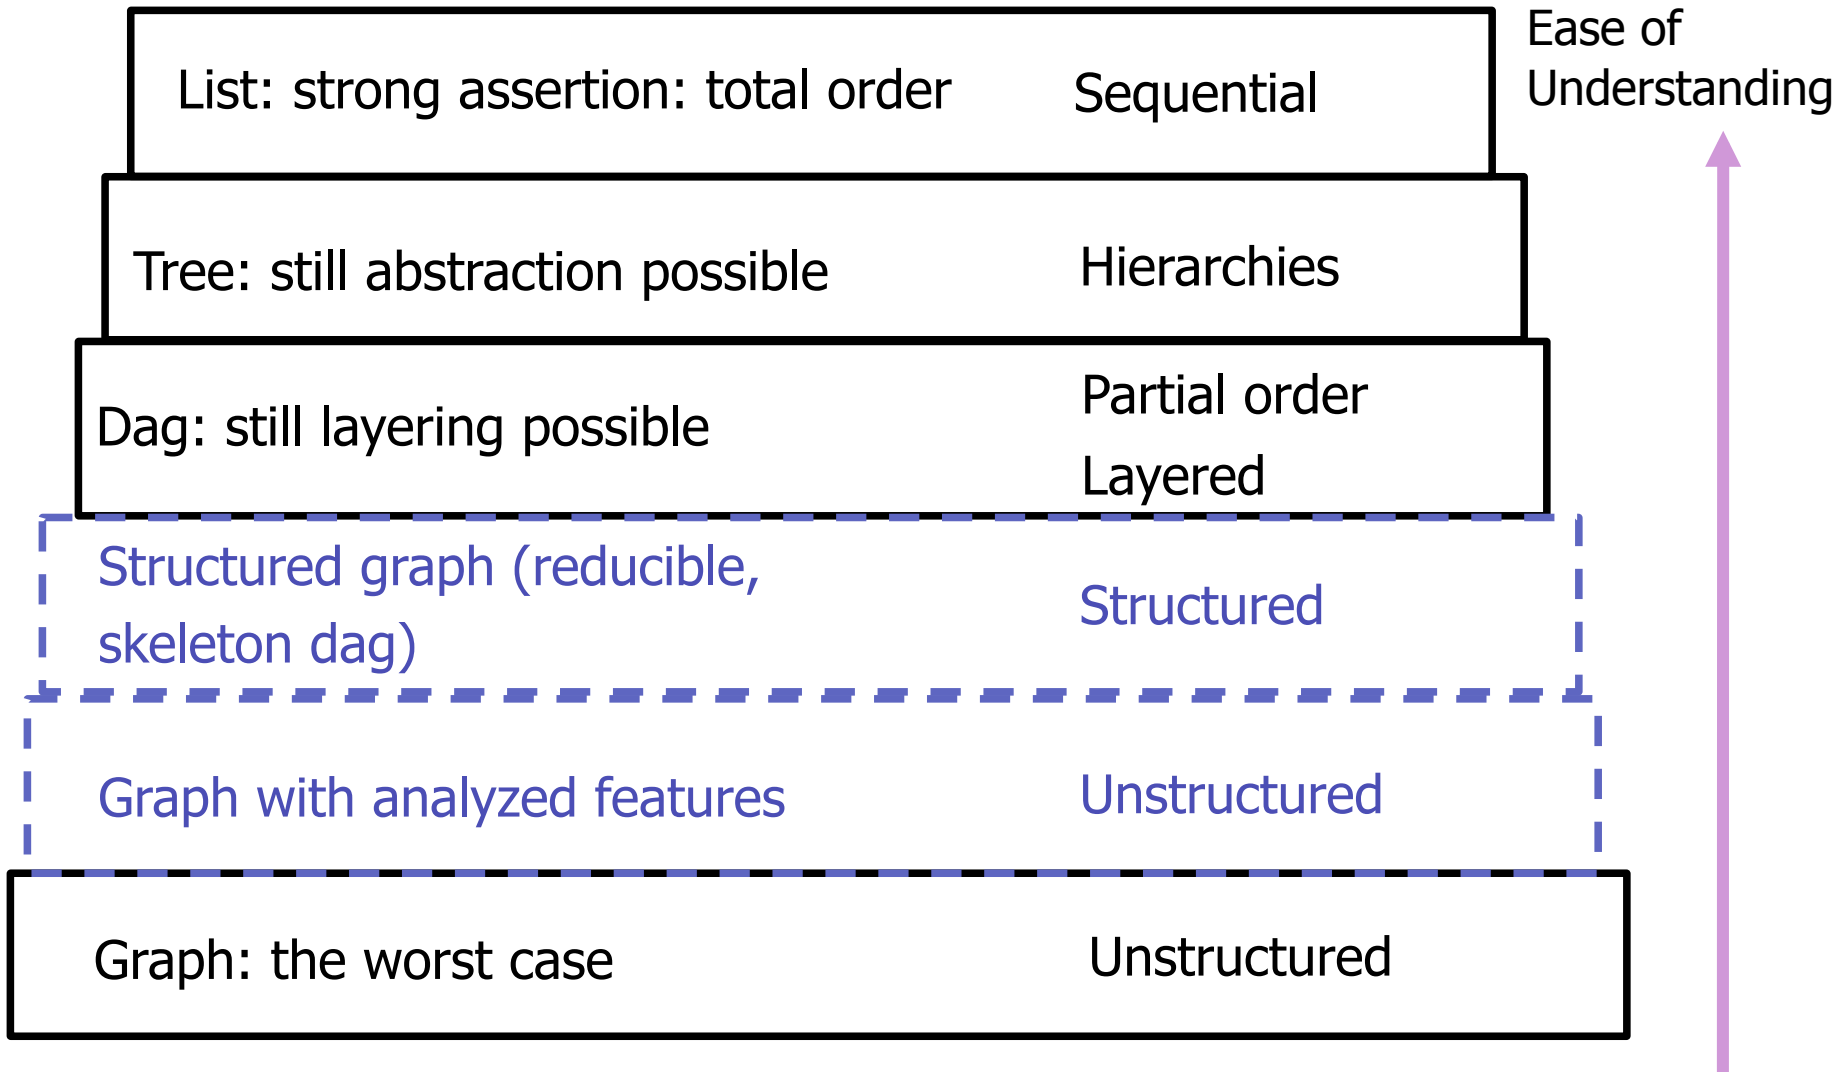 Ease of
Understanding
List: strong assertion: total order Sequential
Tree: still abstraction possible Hierarchies
Dag: still layering possible
Partial order
Layered
Structured graph (reducible,
skeleton dag)
Structured
Graph with analyzed features Unstructured
Graph: the worst case Unstructured